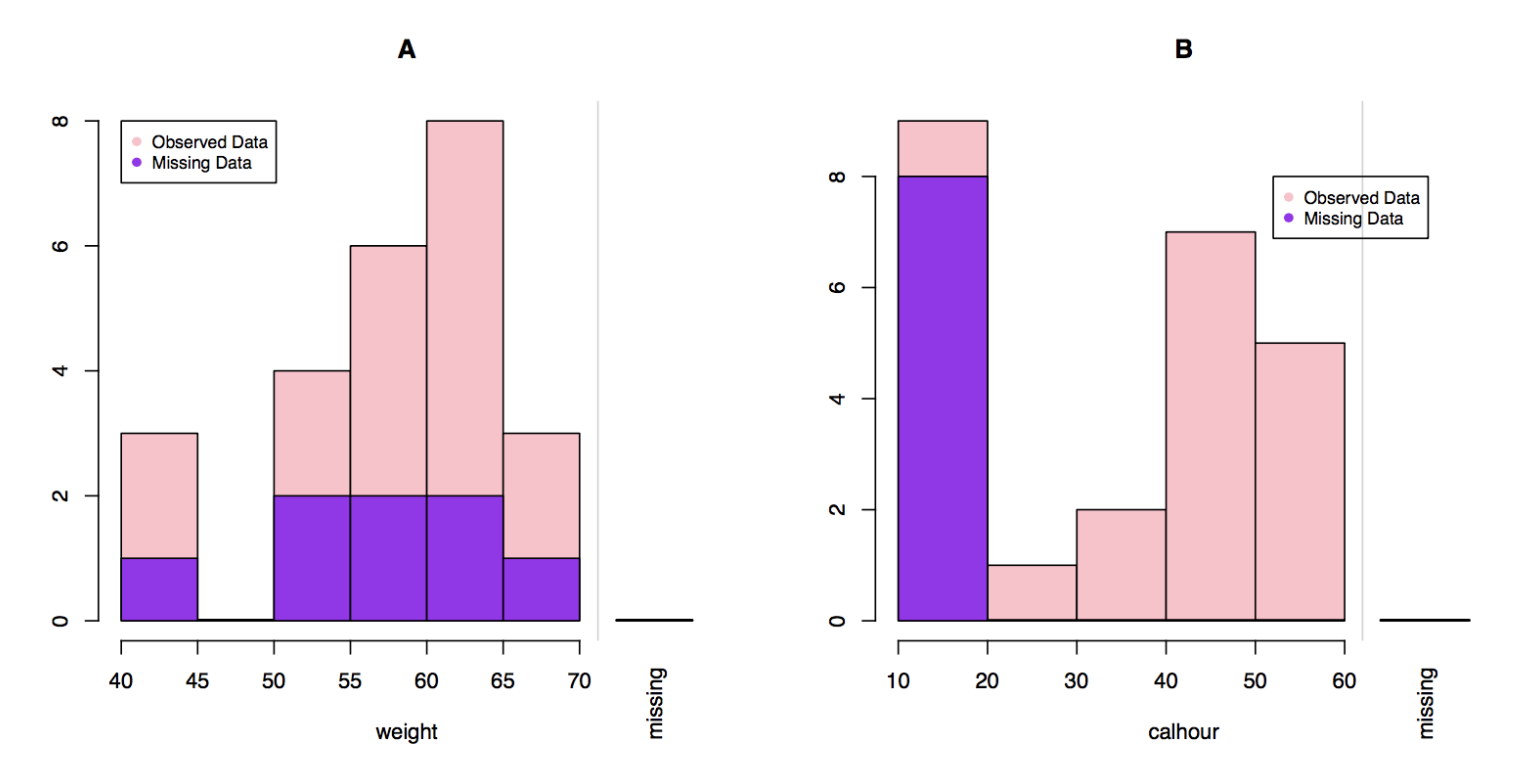 A
8
6
4
2
0
Observed Data
Missing Data
40 45 50 55 60 65 70
missing
weight
B
8
6
4
2
0
Observed Data
Missing Data
10 20 30 40 50 60
missing
calhour